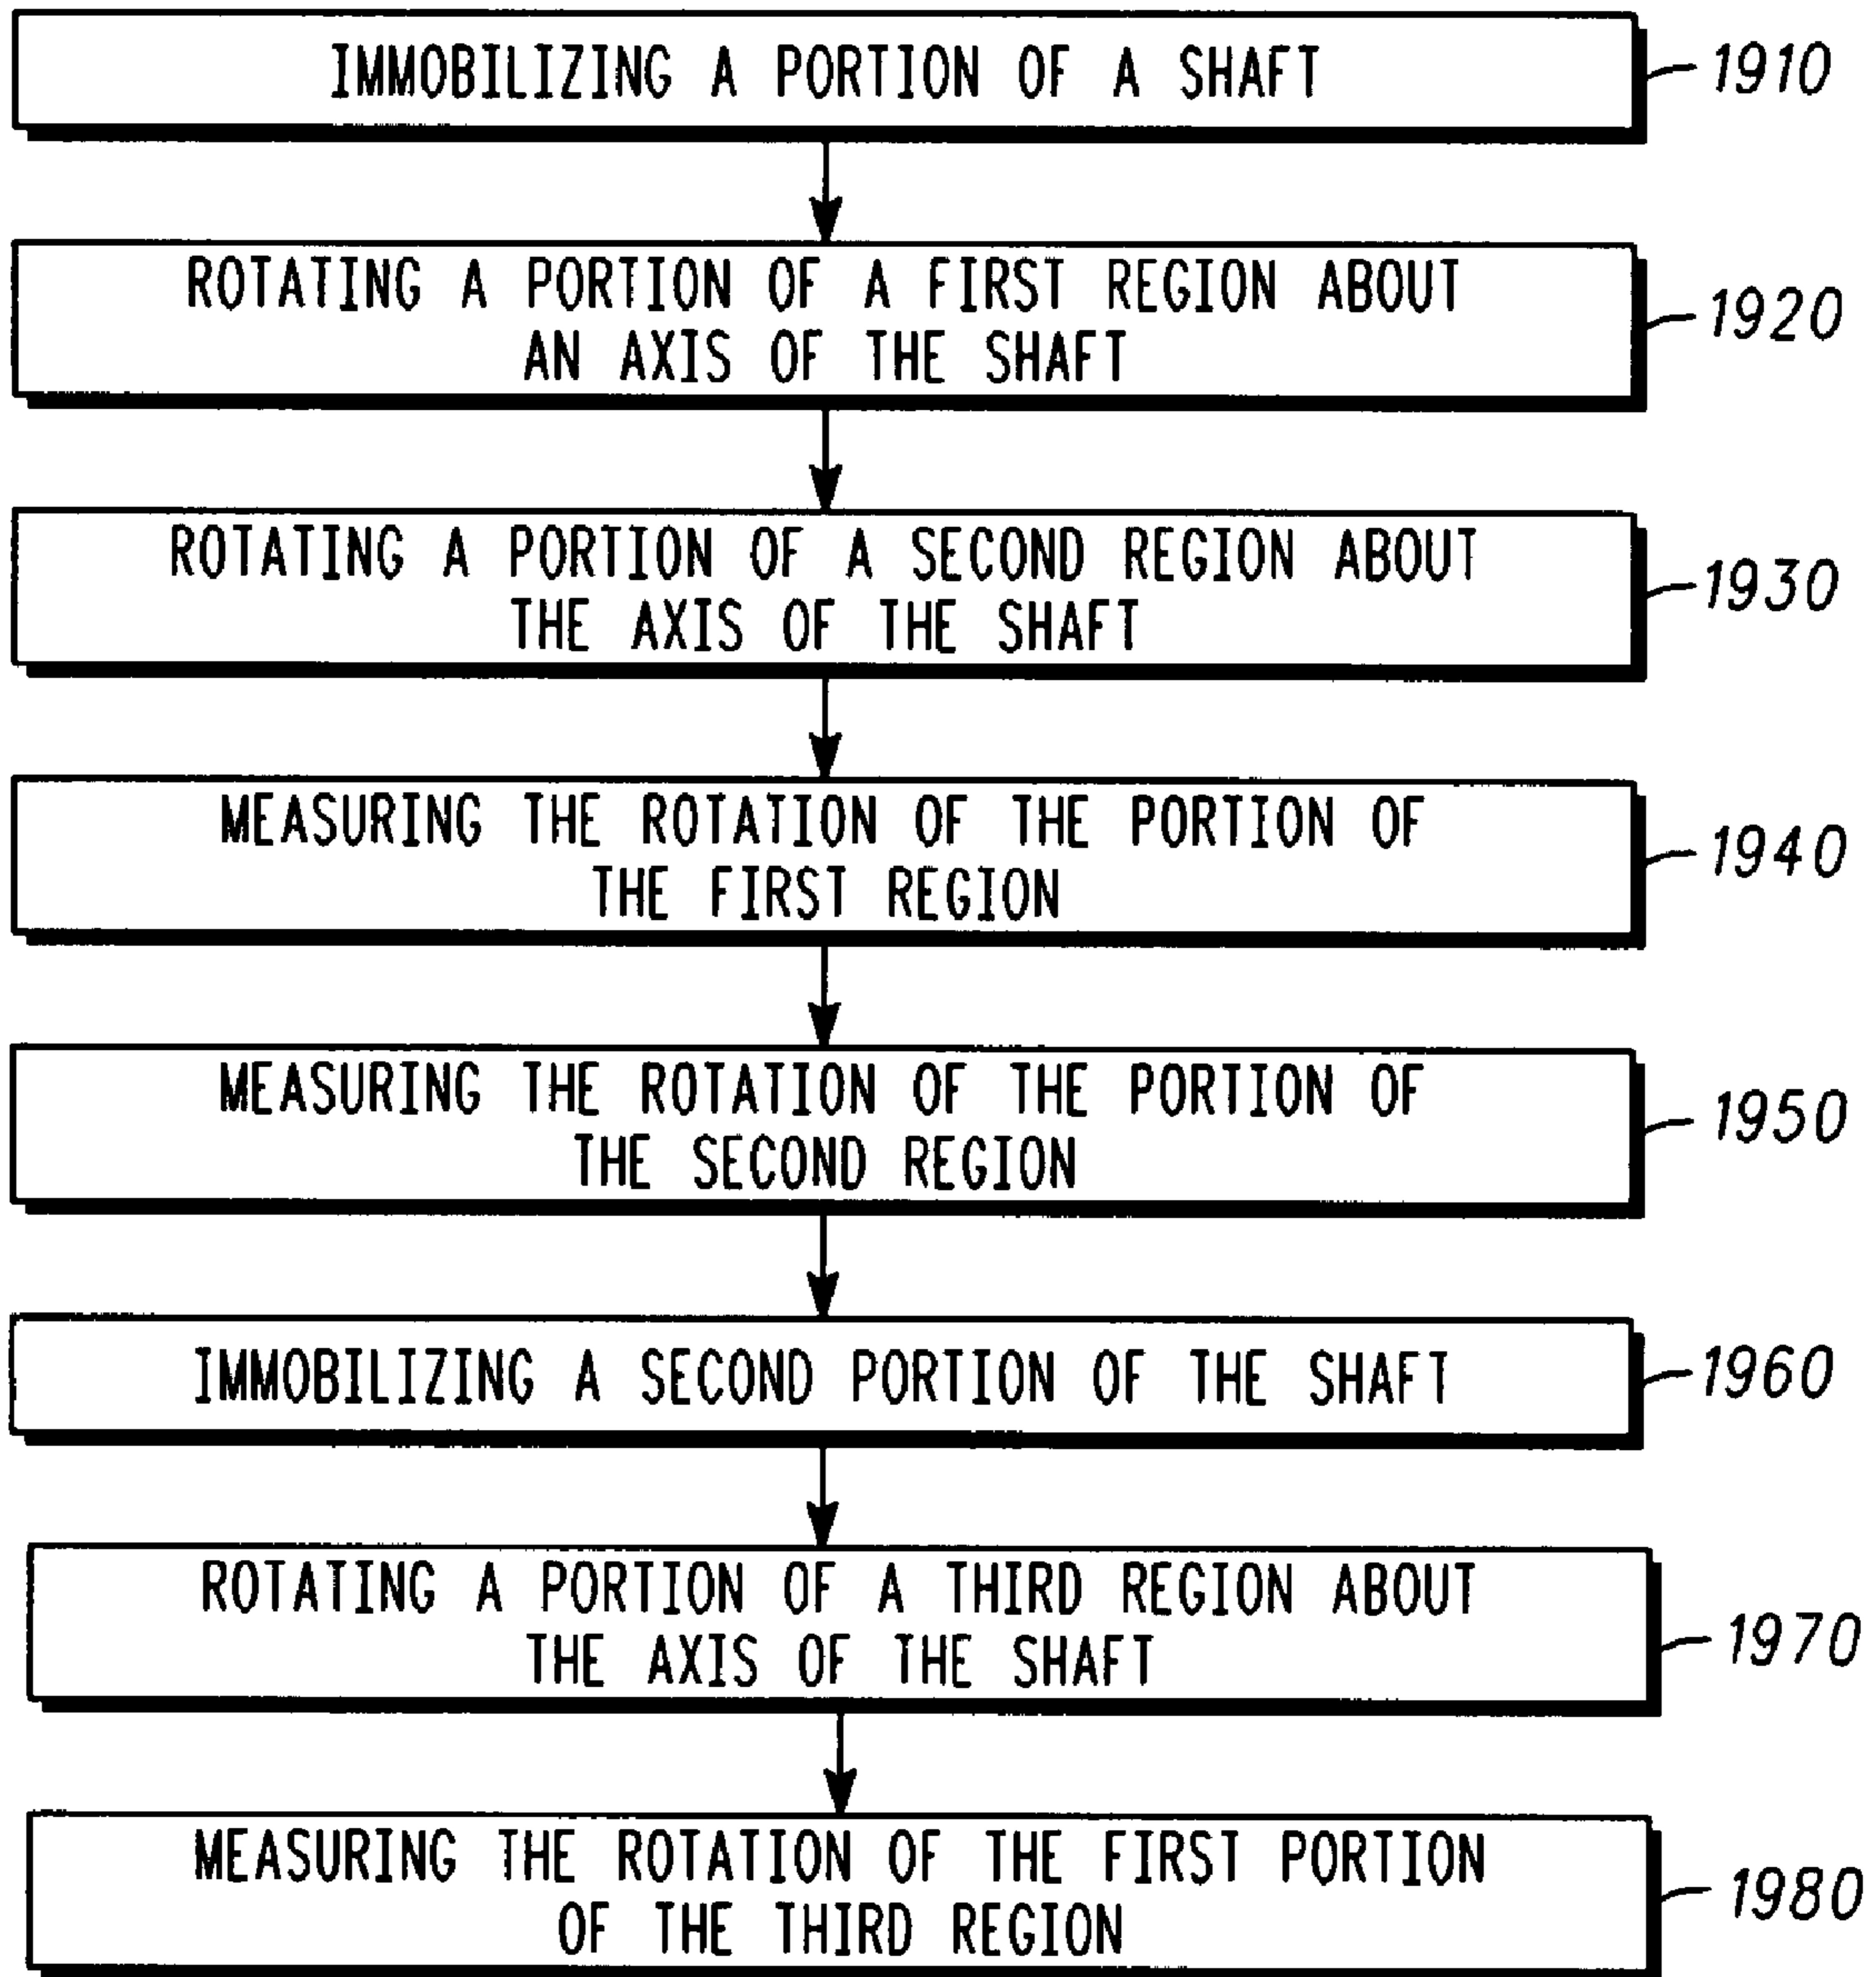 IMMOBILIZING A PORTION OF A SHAFT
1910
ROTATING A PORTION OF A FIRST REGION ABOUT
AN AXIS OF THE SHAFT
1920
ROTATING A PORTION OF A SECOND REGION ABOUT
THE AXIS OF THE SHAFT
1930
MEASURING THE ROTATION OF THE PORTION OF
THE FIRST REGION
1940
MEASURING THE ROTATION OF THE PORTION OF
THE SECOND REGION
1950
IMMOBILIZING A SECOND PORTION OF THE SHAFT
1960
ROTATING A PORTION OF A THIRD REGION ABOUT
THE AXIS OF THE SHAFT
1970
MEASURING THE ROTATION OF THE FIRST PORTION
OF THE THIRD REGION
1980